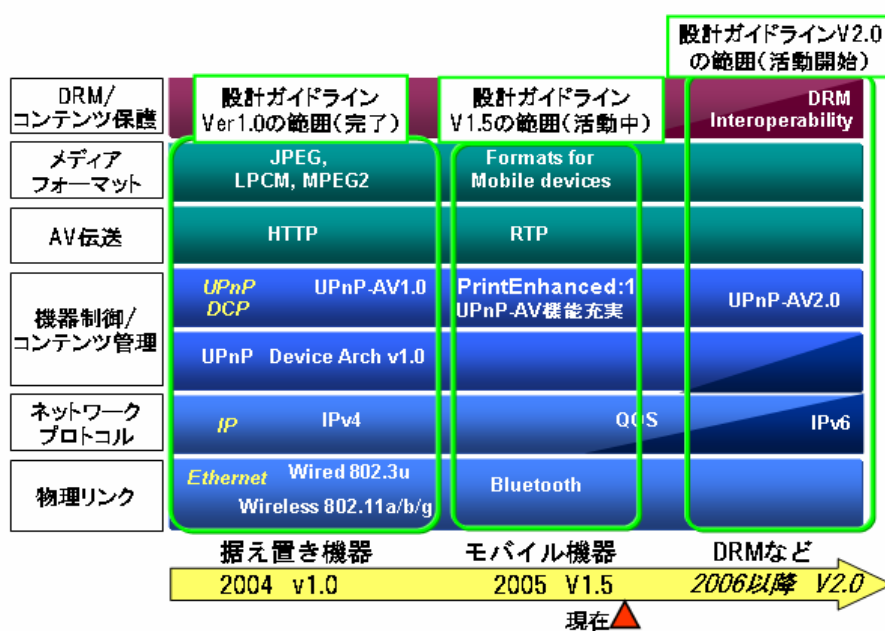 設計ガイドラインV2.0
の範囲(活動開始)
設計ガイドライン
Ver1.0の範囲(完了)
設計ガイドライン
V1.5の範囲(活動中)
DRM/
コンテンツ保護
DRM
Interoperability
メディア
フォーマット
JPEG,
LPCM, MPEG2
Formats for
Mobile devices
AV伝送
HTTP
RTP
機器制御/
コンテンツ管理
UPnP
DCP
UPnP-AV1.0
PrintEnhanced:1
UPnP-AV機能充実
UPnP-AV2.0
UPnP Device Arch v1.0
ネットワーク
プロトコル
IP
IPv4
QOS
IPv6
物理リンク
Ethernet
Wired 802.3u
Wireless 802.11a/b/g
Bluetooth
据え置き機器
モバイル機器
DRMなど
2004 v1.0
2005 V1.5
2006以降 V2.0
現在